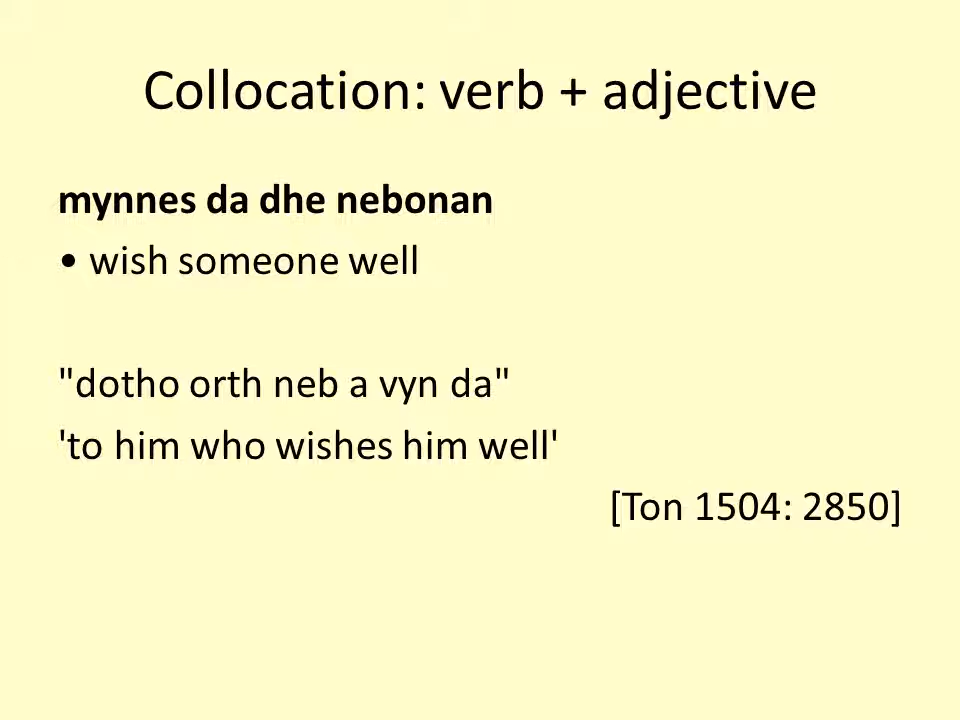 Collocation: verb + adjective
mynnes da dhe nebonan
• wish someone well
"dotho orth neb a vyn da"
'to him who wishes him well'
[Ton 1504: 2850]